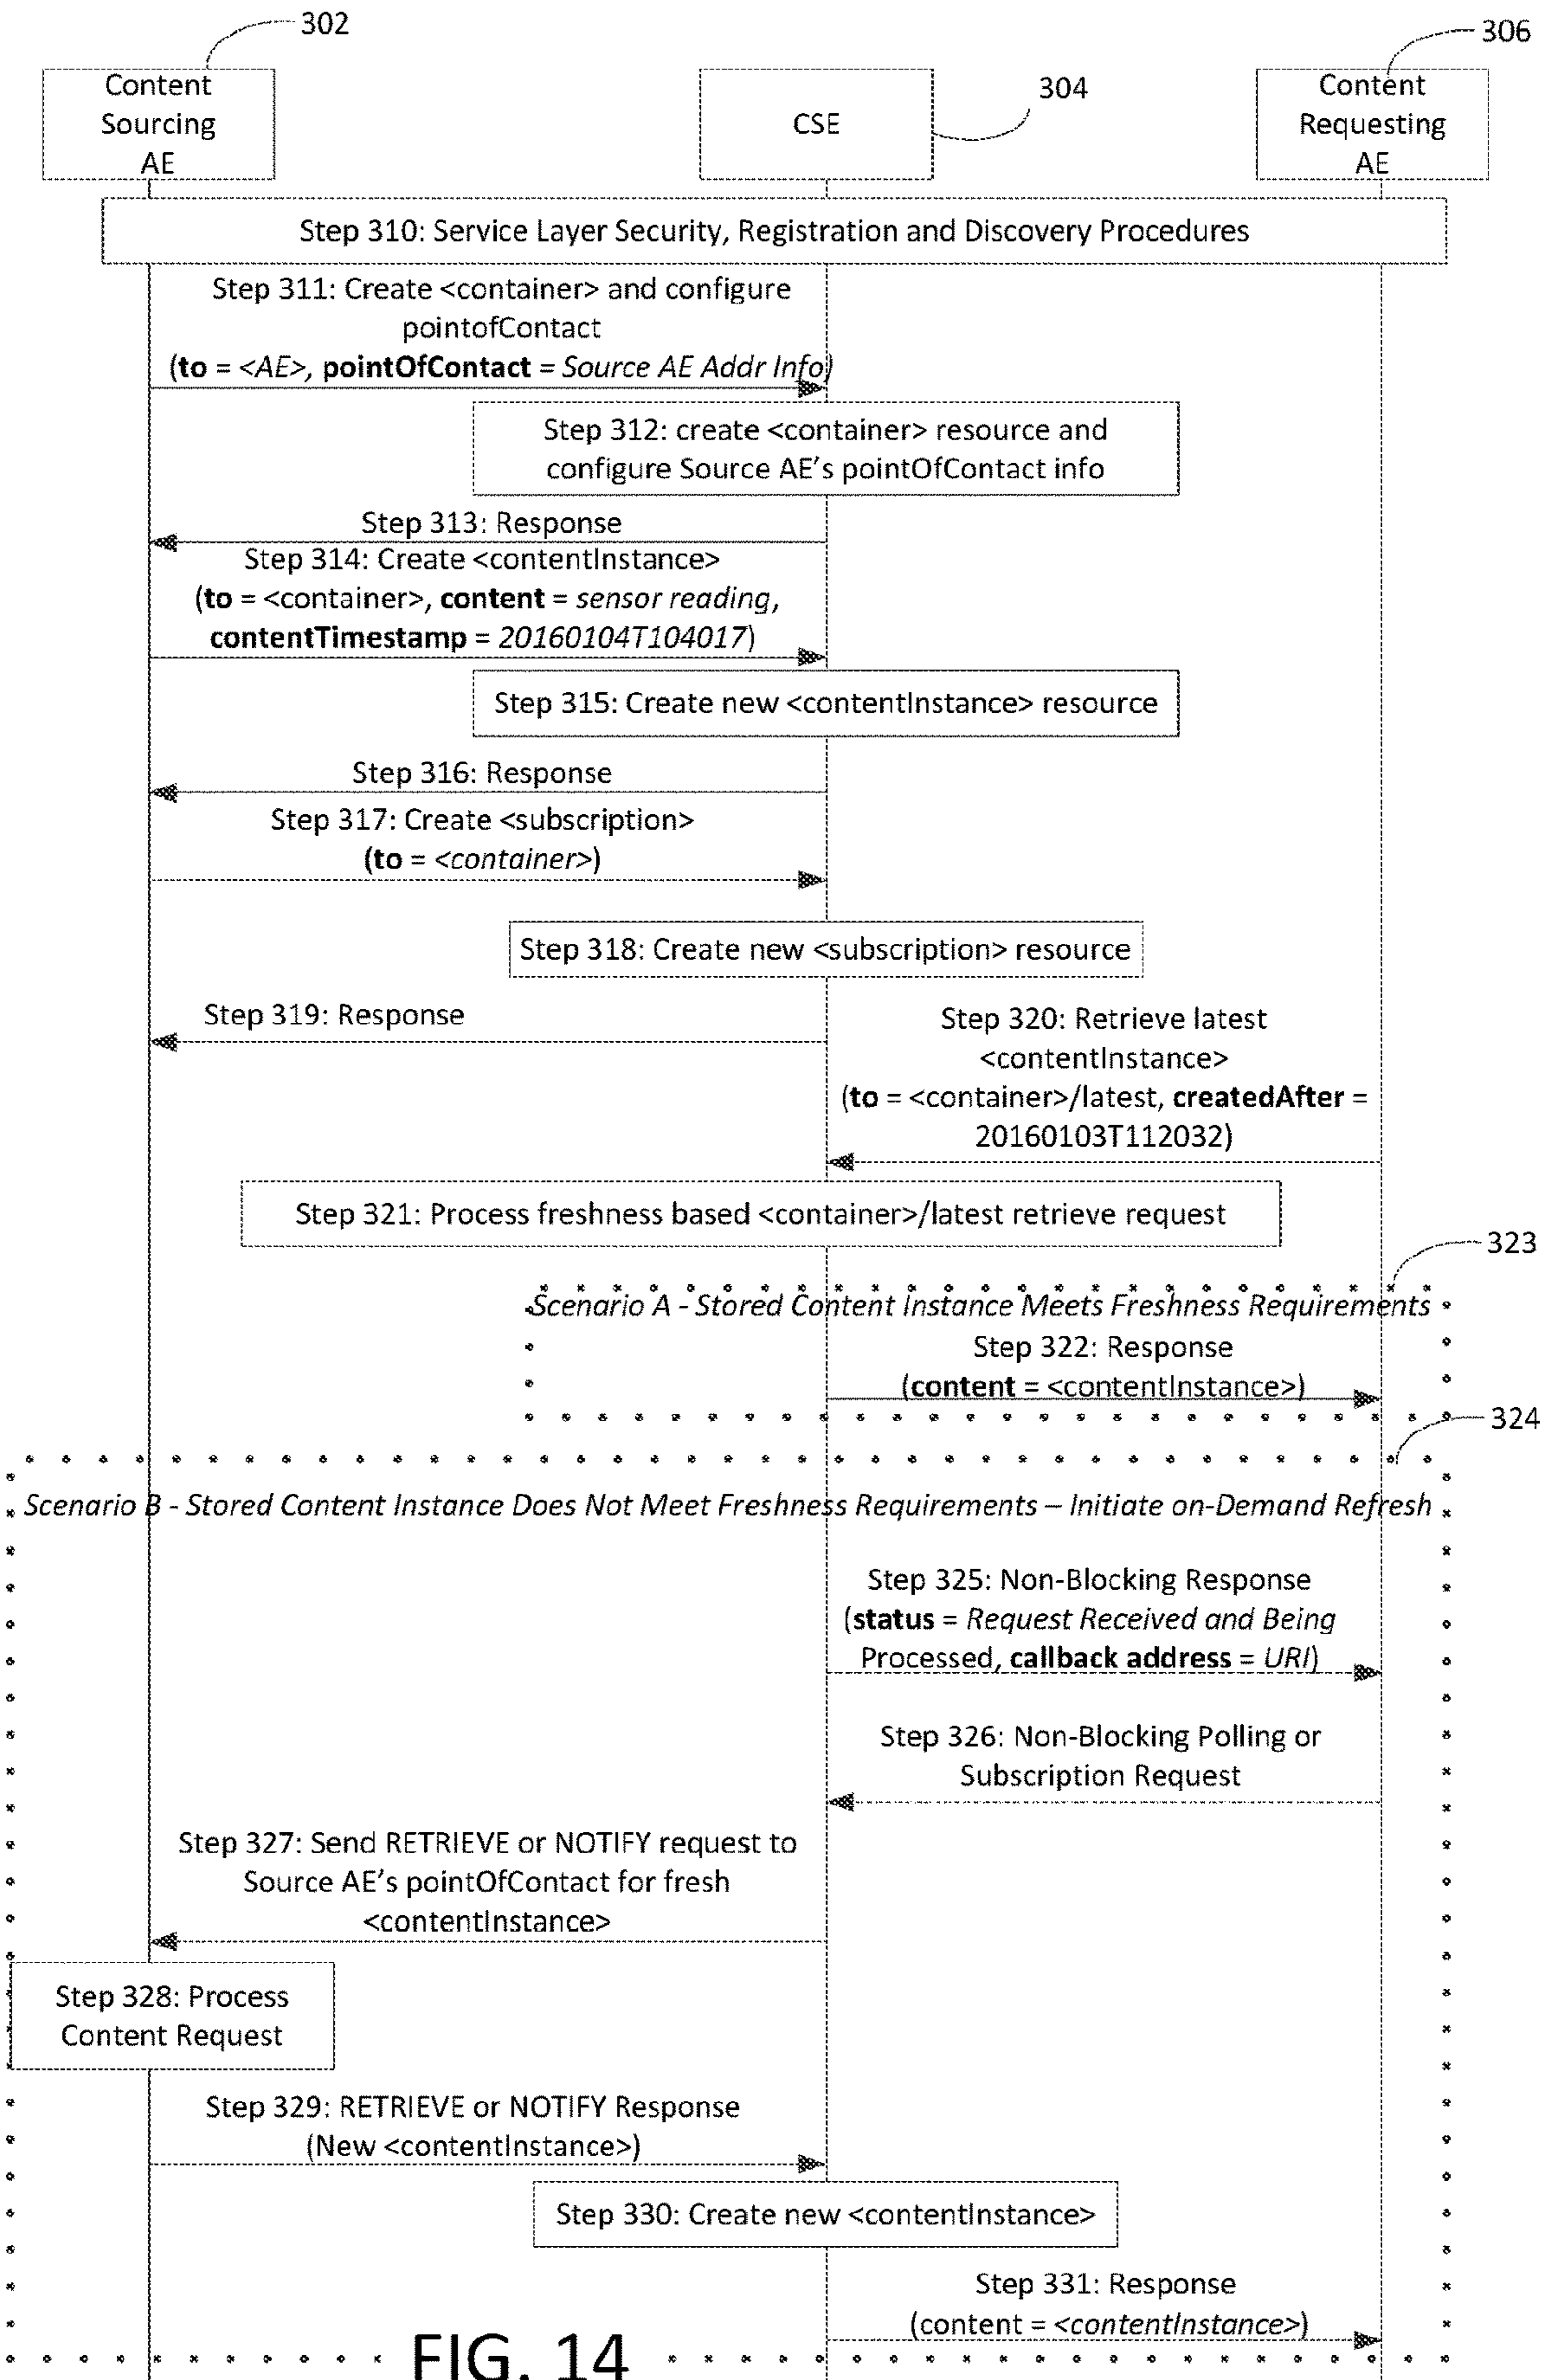 302
306
Content
Sourcing
AE
304
CSE
Content
Requesting
AE
Step 310: Service Layer Security, Registration and Discovery Procedures
Step 311: Create <container> and configure
pointofContact
(to = <AE>, pointOfContact = Source AE Addr Info)
Step 312: create <container> resource and
configure Source AE's pointOfContact info
Step 313: Response
Step 314: Create <contentInstance>
(to = <container>, content = sensor reading,
contentTimestamp = 20160104T104017)
Step 315: Create new <contentInstance> resource
Step 316: Response
Step 317: Create <subscription>
(to = <container>)
Step 318: Create new <subscription> resource
Step 319: Response
Step 320: Retrieve latest
<contentInstance>
(to = <container>/latest, createdAfter =
20160103T112032)
Step 321: Process freshness based <container>/latest retrieve request
323
Scenario A - Stored Content Instance Meets Freshness Requirements
Step 322: Response
(content = <contentInstance>)
324
Scenario B - Stored Content Instance Does Not Meet Freshness Requirements – Initiate on-Demand Refresh
Step 325: Non-Blocking Response
(status = Request Received and Being
Processed, callback address = URI)
Step 326: Non-Blocking Polling or
Subscription Request
Step 327: Send RETRIEVE or NOTIFY request to
Source AE's pointOfContact for fresh
<contentInstance>
Step 328: Process
Content Request
Step 329: RETRIEVE or NOTIFY Response
(New <contentInstance>)
Step 330: Create new <contentInstance>
Step 331: Response
(content = <contentInstance>)
FIG. 14